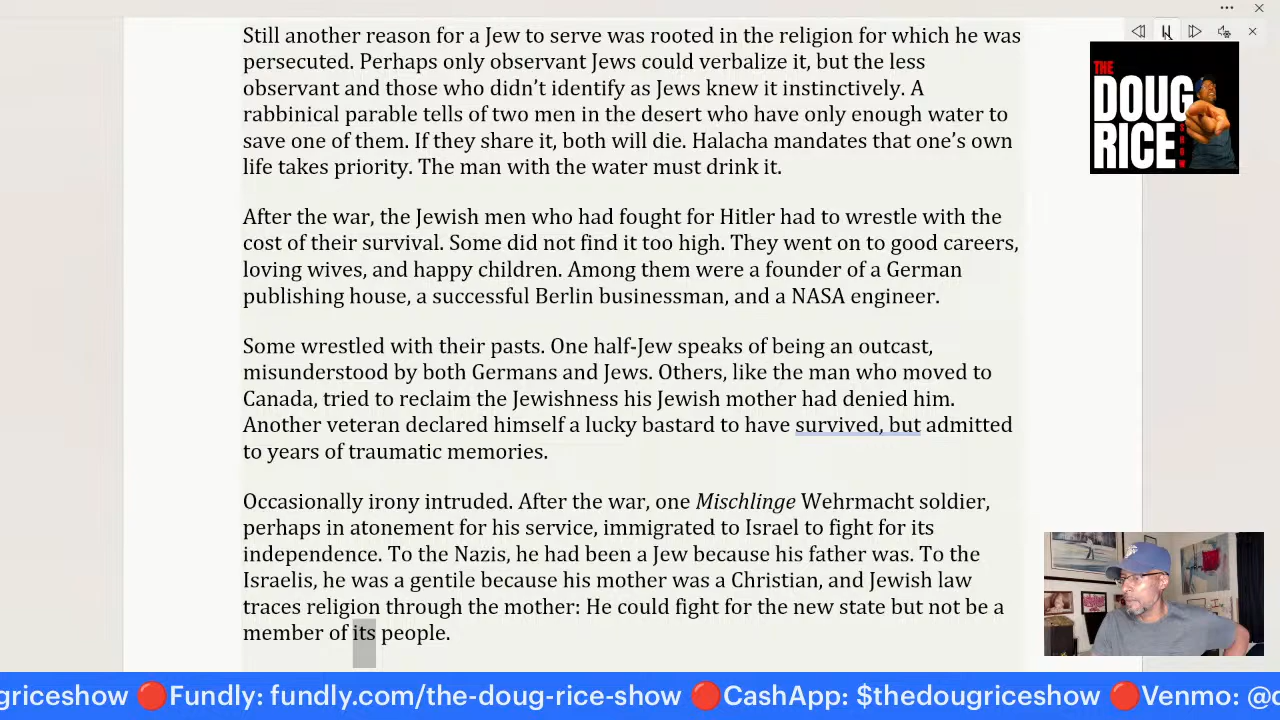 Still another reason for a Jew to serve was rooted in the religion for which he was
persecuted. Perhaps only observant Jews could verbalize it, but the less
observant and those who didn’t identify as Jews knew it instinctively. A
rabbinical parable tells of two men in the desert who have only enough water to
save one of them. If they share it, both will die. Halacha mandates that one’s own
life takes priority. The man with the water must drink it.
After the war, the Jewish men who had fought for Hitler had to wrestle with the
cost of their survival. Some did not find it too high. They went on to good careers,
loving wives, and happy children. Among them were a founder of a German
publishing house, a successful Berlin businessman, and a NASA engineer.
Some wrestled with their pasts. One half-Jew speaks of being an outcast,
misunderstood by both Germans and Jews. Others, like the man who moved to
Canada, tried to reclaim the Jewishness his Jewish mother had denied him.
Another veteran declared himself a lucky bastard to have survived, but admitted
to years of traumatic memories.
Occasionally irony intruded. After the war, one Mischlinge Wehrmacht soldier,
perhaps in atonement for his service, immigrated to Israel to fight for its
independence. To the Nazis, he had been a Jew because his father was. To the
Israelis, he was a gentile because his mother was a Christian, and Jewish law
traces religion through the mother: He could fight for the new state but not be a
member of its people.
THE
DOUG
RICE
SHOW
griceshow 🔴Fundly: fundly.com/the-doug-rice-show 🔴CashApp: $thedougriceshow 🔴Venmo: @